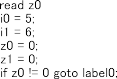 read z0
i0 = 5;
i1 = 6;
z0 = 0;
z1 = 0;
if z0 != 0 goto label0;